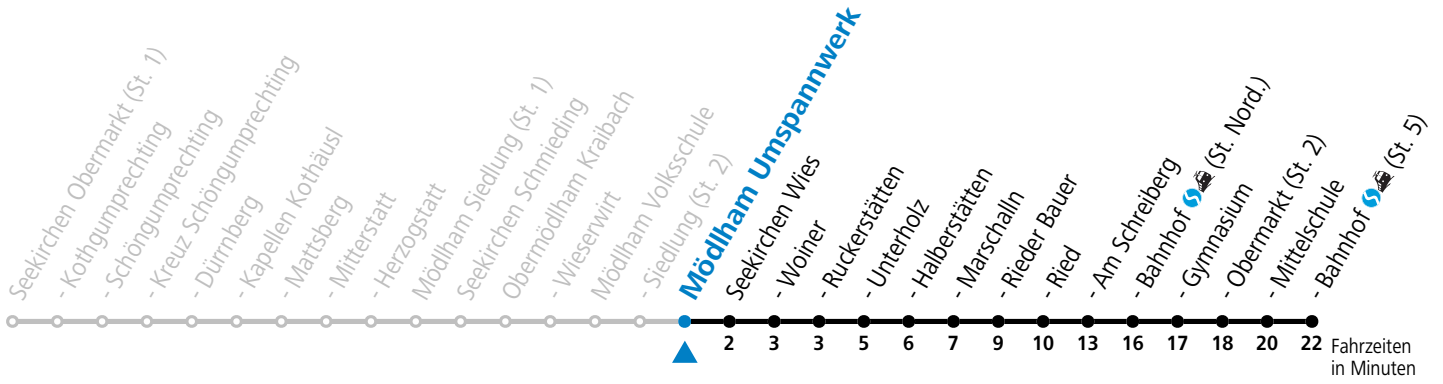 Seekirchen Obermarkt (St. 1)
- Kothgumprechting
- Schöngumprechting
- Kreuz Schöngumprechting
- Dürrnberg
- Kapellen Kothäusl
- Mattsberg
- Mitterstatt
- Herzogstatt
Mödlham Siedlung (St. 1)
Seekirchen Schmieding
Obermödlham Kraibach
- Wieserwirt
Mödlham Volksschule
- Siedlung (St. 2)
Mödlham Umspannwerk
Seekirchen Wies
- Woiner
- Ruckerstätten
- Unterholz
- Halberstätten
- Marschalln
- Rieder Bauer
- Ried
- Am Schreiberg
- Bahnhof (St. Nord.)
- Gymnasium
- Obermarkt (St. 2)
- Mittelschule
- Bahnhof (St. 5)
2 3 3 5 6 7 9 10 13 16 17 18 20 22
Fahrzeiten
in Minuten